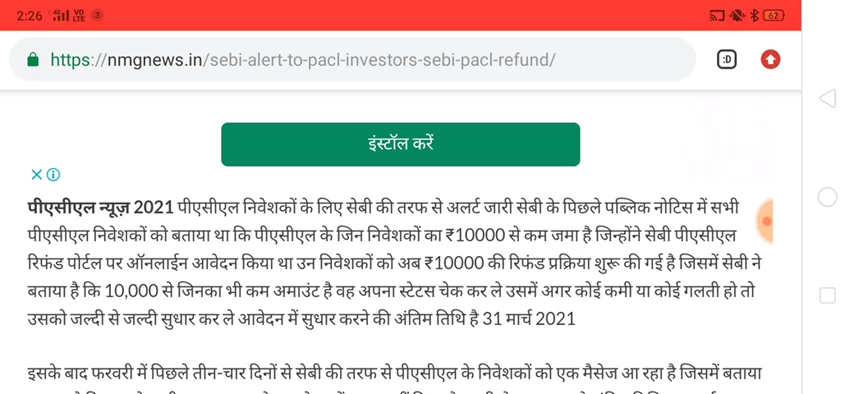 2:26 4G VO LTE 3 62
https://nmgnews.in/sebi-alert-to-pacl-investors-sebi-pacl-refund/ :D
इंस्टॉल करें
पीएसीएल न्यूज़ 2021 पीएसीएल निवेशकों के लिए सेबी की तरफ से अलर्ट जारी सेबी के पिछले पब्लिक नोटिस में सभी
पीएसीएल निवेशकों को बताया था कि पीएसीएल के जिन निवेशकों का ₹10000 से कम जमा है जिन्होंने सेबी पीएसीएल
रिफंड पोर्टल पर ऑनलाईन आवेदन किया था उन निवेशकों को अब ₹10000 की रिफंड प्रक्रिया शुरू की गई है जिसमें सेबी ने
बताया है कि 10,000 से जिनका भी कम अमाउंट है वह अपना स्टेटस चेक कर ले उसमें अगर कोई कमी या कोई गलती हो तो
उसको जल्दी से जल्दी सुधार कर ले आवेदन में सुधार करने की अंतिम तिथि है 31 मार्च 2021
इसके बाद फरवरी में पिछले तीन-चार दिनों से सेबी की तरफ से पीएसीएल के निवेशकों को एक मैसेज आ रहा है जिसमें बताया